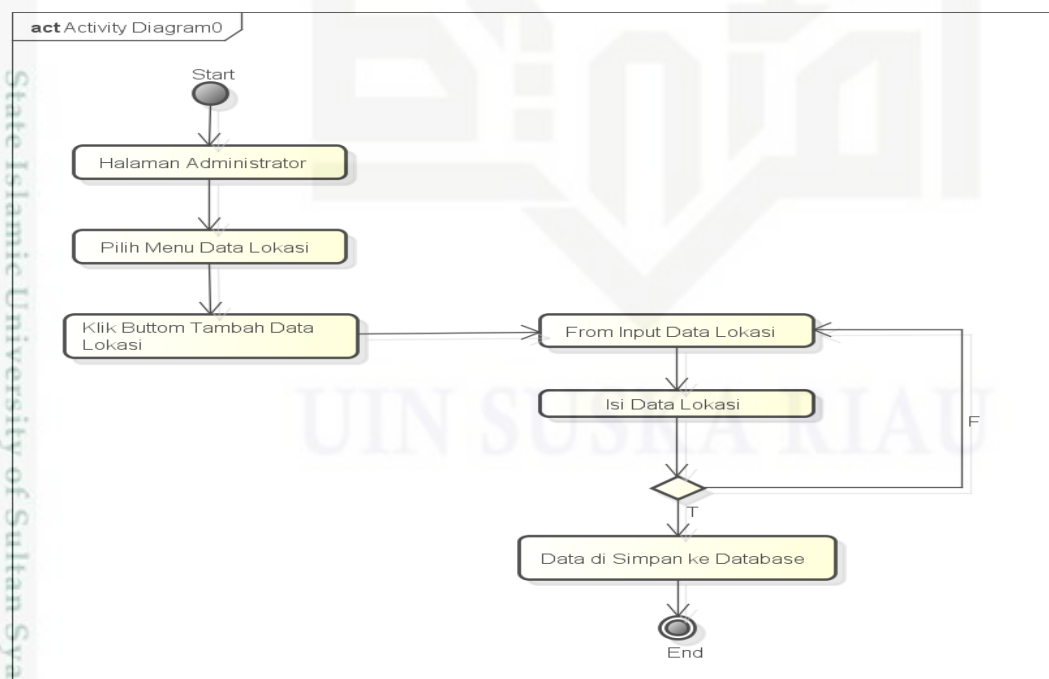 act Activity Diagram0
Start
Halaman Administrator
Pilih Menu Data Lokasi
Klik Buttom Tambah Data
Lokasi
From Input Data Lokasi
Isi Data Lokasi
F
T
Data di Simpan ke Database
End
UIN SUSKA RIAU
State Islamic University of Sultan Sya